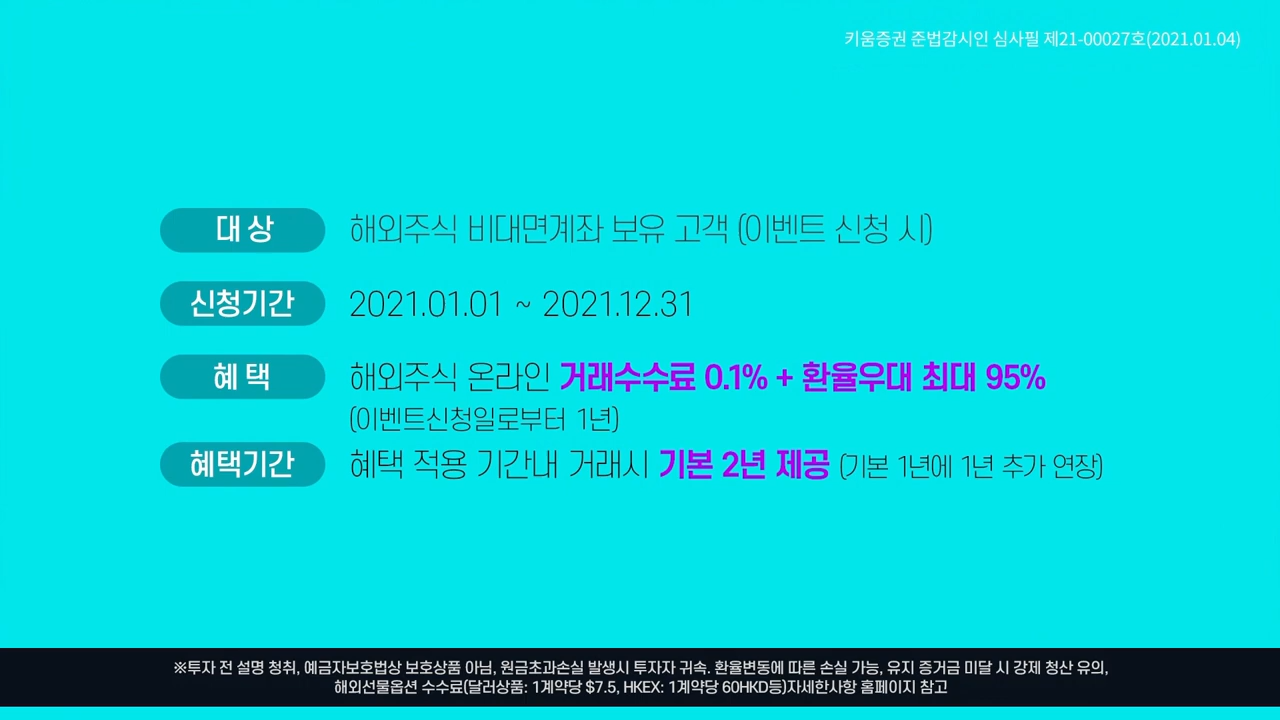 키움증권 준법감시인 심사필 제21-00027호(2021.01.04)
대 상 해외주식 비대면계좌 보유 고객 (이벤트 신청 시)
신청기간 2021.01.01 ~ 2021.12.31
혜 택 해외주식 온라인 거래수수료 0.1% + 환율우대 최대 95%
(이벤트신청일로부터 1년)
혜택기간 혜택 적용 기간내 거래시 기본 2년 제공 (기본 1년에 1년 추가 연장)
※투자 전 설명 청취, 예금자보호법상 보호상품 아님, 원금초과손실 발생시 투자자 귀속. 환율변동에 따른 손실 가능, 유지 증거금 미달 시 강제 청산 유의,
해외선물옵션 수수료(달러상품: 1계약당 $7.5, HKEX: 1계약당 60HKD등)자세한사항 홈페이지 참고